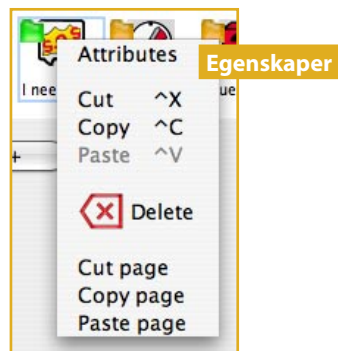 Attributes
Egenskaper
I nee
ue
Cut ^X
Copy ^C
Paste ^V
+
Delete
Cut page
Copy page
Paste page